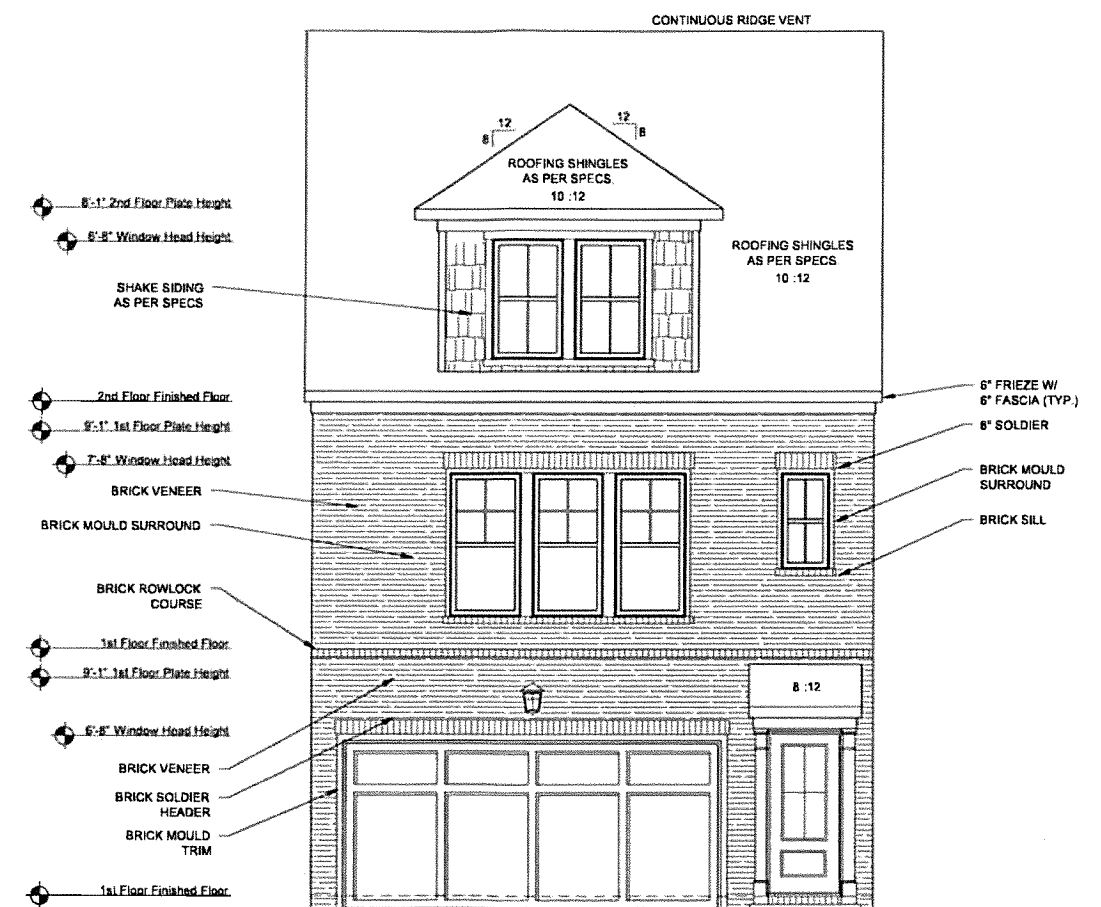 CONTINUOUS RIDGE VENT
12
8
12
8
ROOFING SHINGLES
AS PER SPECS.
10 :12
8'-1" 2nd Floor Plate Height
6'-8" Window Head Height
ROOFING SHINGLES
AS PER SPECS
10 :12
SHAKE SIDING
AS PER SPECS
2nd Floor Finished Floor
6" FRIEZE W/
6" FASCIA (TYP.)
9'-1" 1st Floor Plate Height
8" SOLDIER
7'-8" Window Head Height
BRICK MOULD
SURROUND
BRICK VENEER
BRICK MOULD SURROUND
BRICK SILL
BRICK ROWLOCK
COURSE
1st Floor Finished Floor
9'-1" 1st Floor Plate Height
8 :12
6'-8" Window Head Height
BRICK VENEER
BRICK SOLDIER
HEADER
BRICK MOULD
TRIM
1st Floor Finished Floor